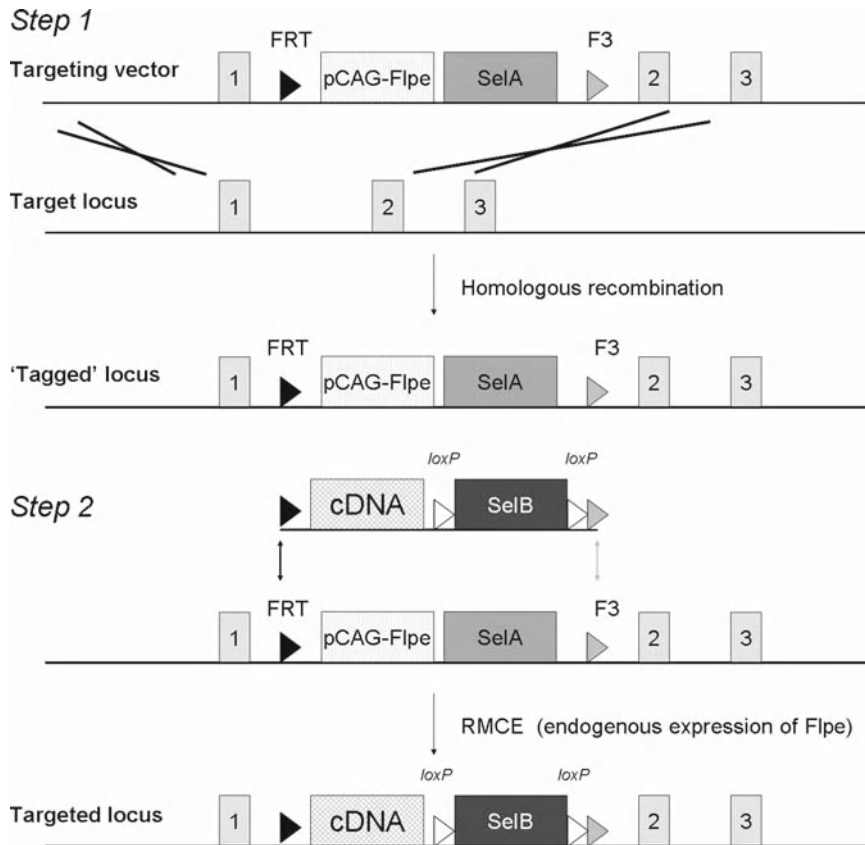 Step 1
FRT F3
Targeting vector 1 pCAG-Flpe SelA 2 3
Target locus 1 2 3
Homologous recombination
FRT F3
'Tagged' locus 1 pCAG-Flpe SelA 2 3
loxP loxP
Step 2 cDNA SelB
FRT F3
1 pCAG-Flpe SelA 2 3
RMCE (endogenous expression of Flpe)
loxP loxP
Targeted locus 1 cDNA SelB 2 3